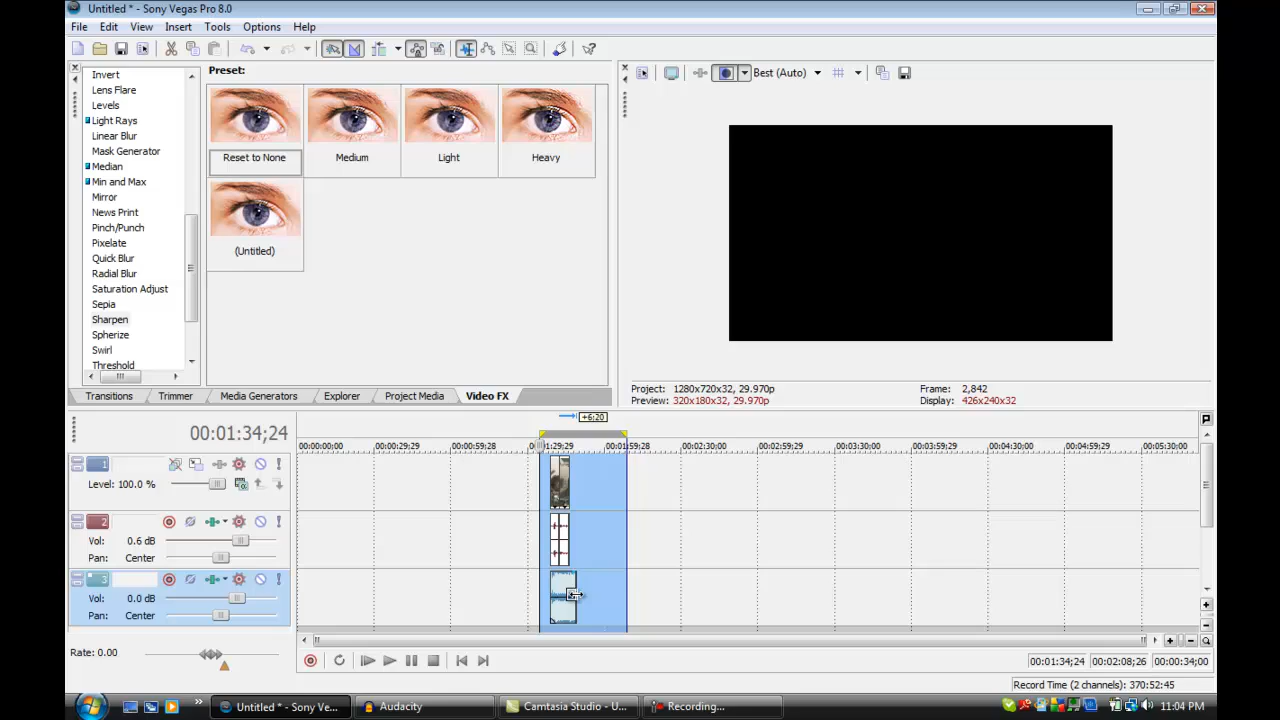 Untitled * - Sony Vegas Pro 8.0
File Edit View Insert Tools Options Help
Invert
Lens Flare
Levels
Light Rays
Linear Blur
Mask Generator
Median
Min and Max
Mirror
News Print
Pinch/Punch
Pixelate
Quick Blur
Radial Blur
Saturation Adjust
Sepia
Sharpen
Spherize
Swirl
Threshold
Preset:
Reset to None Medium Light Heavy
(Untitled)
Best (Auto)
Transitions Trimmer Media Generators Explorer Project Media Video FX
Project: 1280x720x32, 29.970p Frame: 2,842
Preview: 320x180x32, 29.970p Display: 426x240x32
+6;20
00:01:34;24
00:00:00;00 00:00:29;29 00:00:59;28 00:01:29;29 00:01:59;28 00:02:30;00 00:02:59;29 00:03:30;00 00:03:59;29 00:04:30;00 00:04:59;29 00:05:30;00
1
Level: 100.0 %
2
Vol: 0.6 dB
Pan: Center
3
Vol: 0.0 dB
Pan: Center
Rate: 0.00
00:01:34;24 00:02:08;26 00:00:34;00
Record Time (2 channels): 370:52:45
Untitled * - Sony Ve... Audacity Camtasia Studio - U... Recording... 11:04 PM